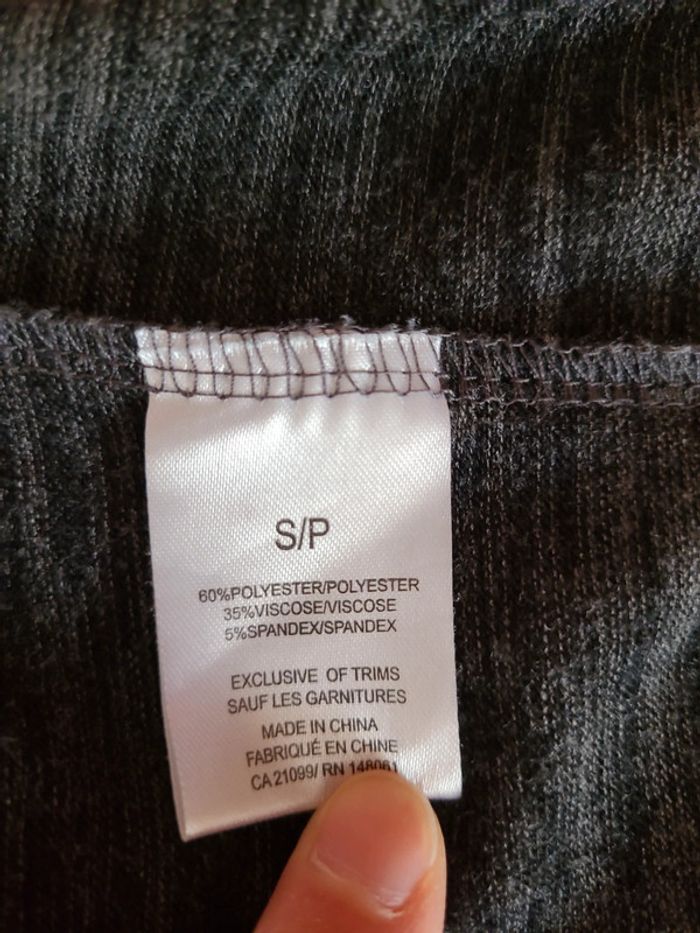 S/P
60%POLYESTER/POLYESTER
35%VISCOSE/VISCOSE
5%SPANDEX/SPANDEX
EXCLUSIVE OF TRIMS
SAUF LES GARNITURES
MADE IN CHINA
FABRIQUÉ EN CHINE
CA 21099/ RN 148061